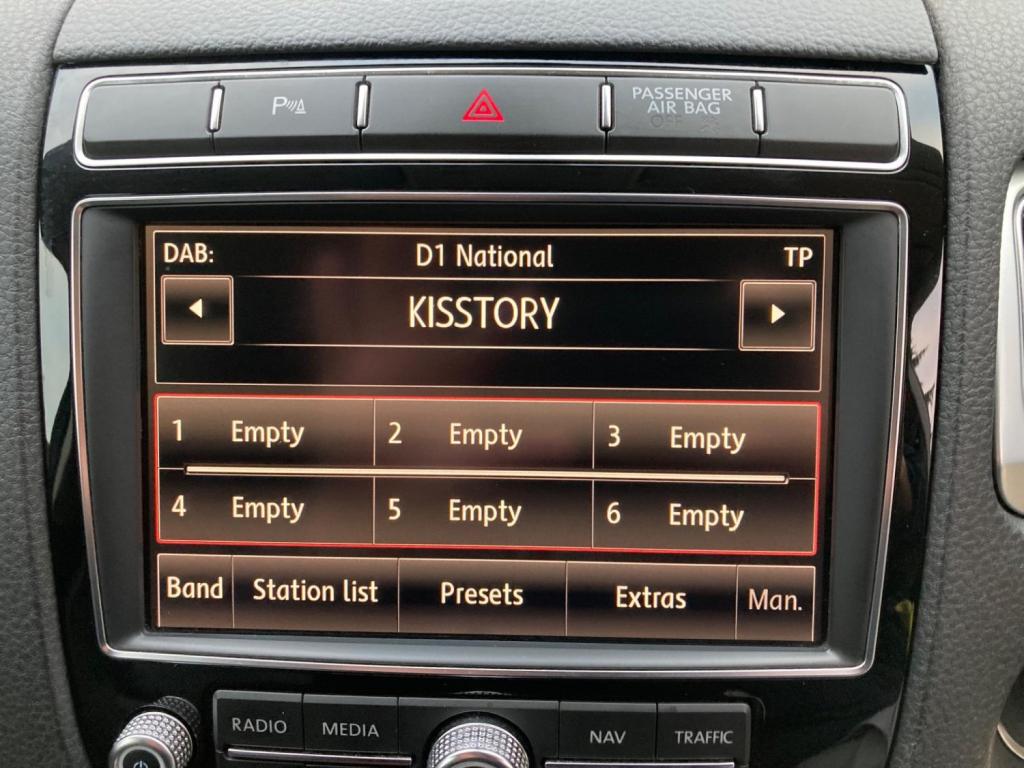 P
PASSENGER
AIR BAG
OFF
DAB: D1 National TP
KISSTORY
1 Empty 2 Empty 3 Empty
4 Empty 5 Empty 6 Empty
Band Station list Presets Extras Man.
RADIO MEDIA NAV TRAFFIC